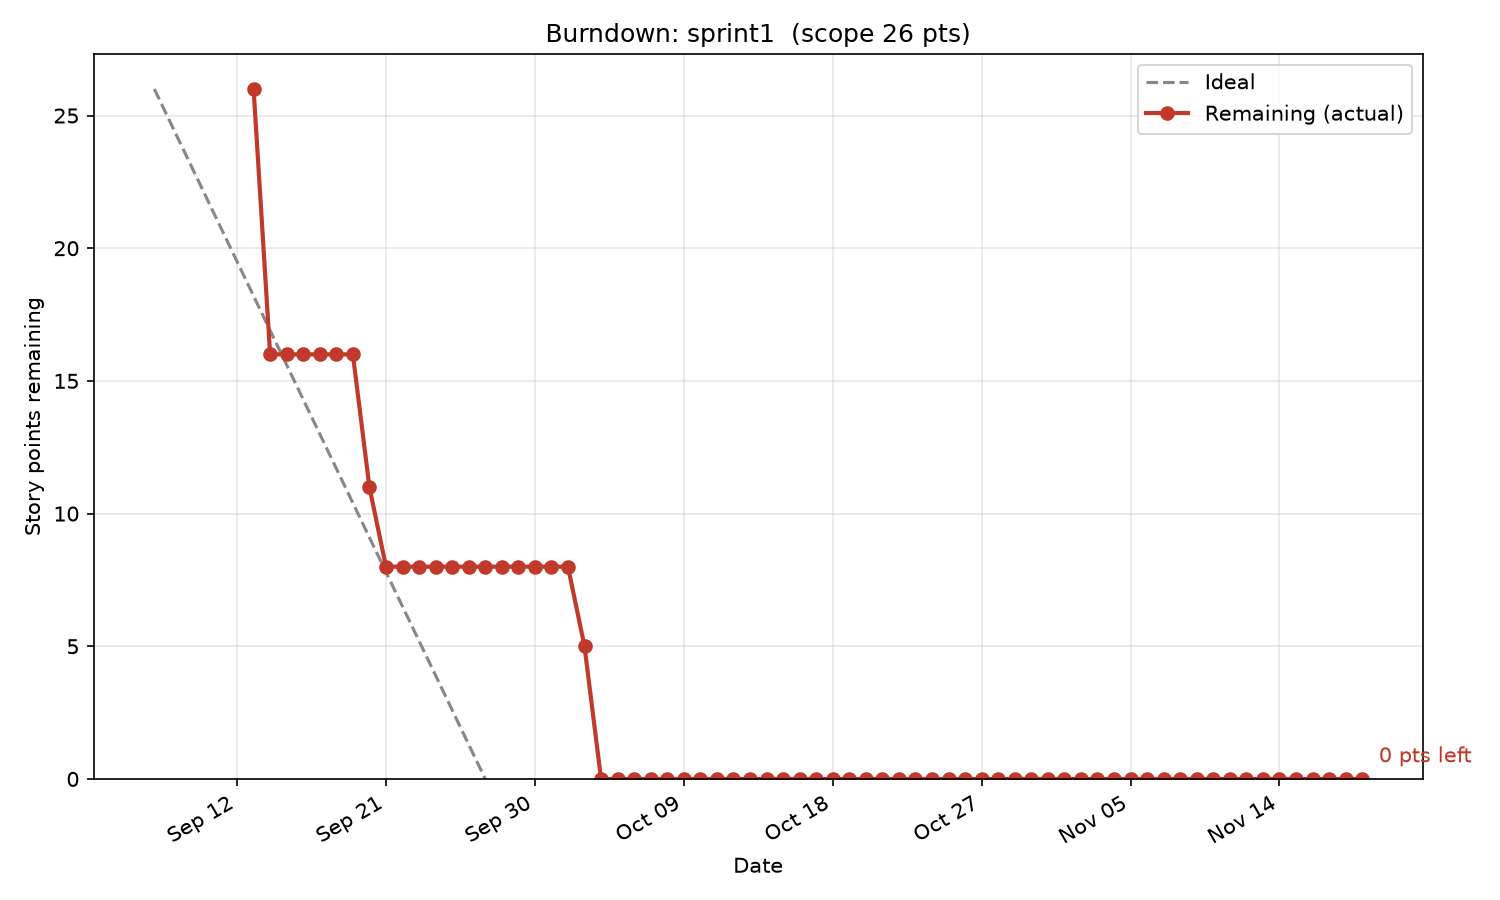 Burndown: sprint1  (scope 26 pts)
Ideal
Remaining (actual)
Story points remaining
25
20
15
10
5
0
0 pts left
Sep 12
Sep 21
Sep 30
Oct 09
Oct 18
Oct 27
Nov 05
Nov 14
Date